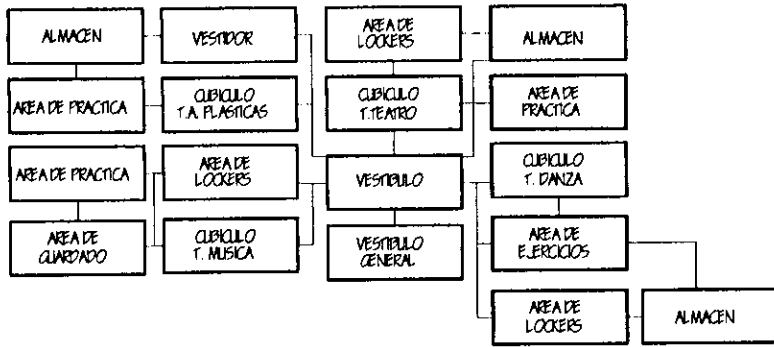 ALMACEN
VESTIDOR
AREA DE
LOCKERS
ALMACEN
AREA DE PRACTICA
CUBICULO
T.A. PLASTICAS
CUBICULO
T.TEATRO
AREA DE
PRACTICA
AREA DE PRACTICA
AREA DE
LOCKERS
VESTIBULO
CUBICULO
T. DANZA
AREA DE
GUARDADO
CUBICULO
T. MUSICA
VESTIBULO
GENERAL
AREA DE
EJERCICIOS
AREA DE
LOCKERS
ALMACEN